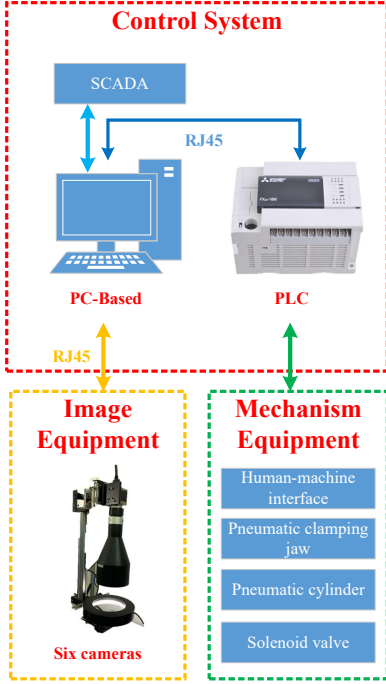 Control System
SCADA
RJ45
PC-Based
PLC
RJ45
Image
Equipment
Six cameras
Mechanism
Equipment
Human-machine
interface
Pneumatic clamping
jaw
Pneumatic cylinder
Solenoid valve